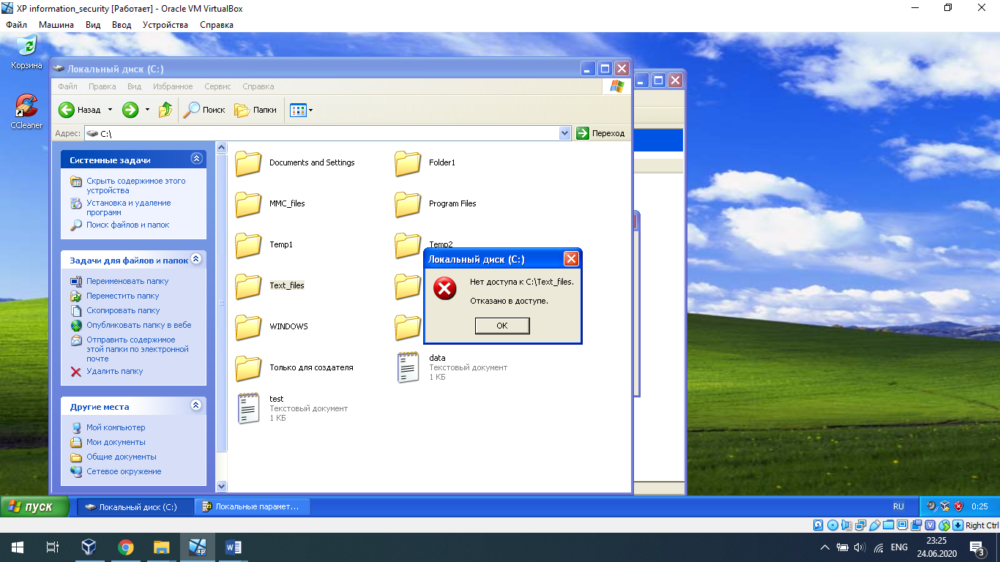 XP information_security [Работает] - Oracle VM VirtualBox
Файл Машина Вид Ввод Устройства Справка
Корзина
CCleaner
Локальный диск (C:)
Файл Правка Вид Избранное Сервис Справка
Назад Поиск Папки
Адрес: C:\ Переход
Системные задачи
Скрыть содержимое этого
устройства
Установка и удаление
программ
Поиск файлов и папок
Задачи для файлов и папок
Переименовать папку
Переместить папку
Скопировать папку
Опубликовать папку в вебе
Отправить содержимое
этой папки по электронной
почте
Удалить папку
Другие места
Мой компьютер
Мои документы
Общие документы
Сетевое окружение
Documents and Settings
Folder1
MMC_files
Program Files
Temp1
Temp2
Text_files
WINDOWS
Только для создателя
data
Текстовый документ
1 КБ
test
Текстовый документ
1 КБ
Локальный диск (C:)
Нет доступа к C:\Text_files.
Отказано в доступе.
OK
пуск
Локальный диск (C:)
Локальные парамет...
RU
0:25
Right Ctrl
xp
ENG
23:25
24.06.2020
3